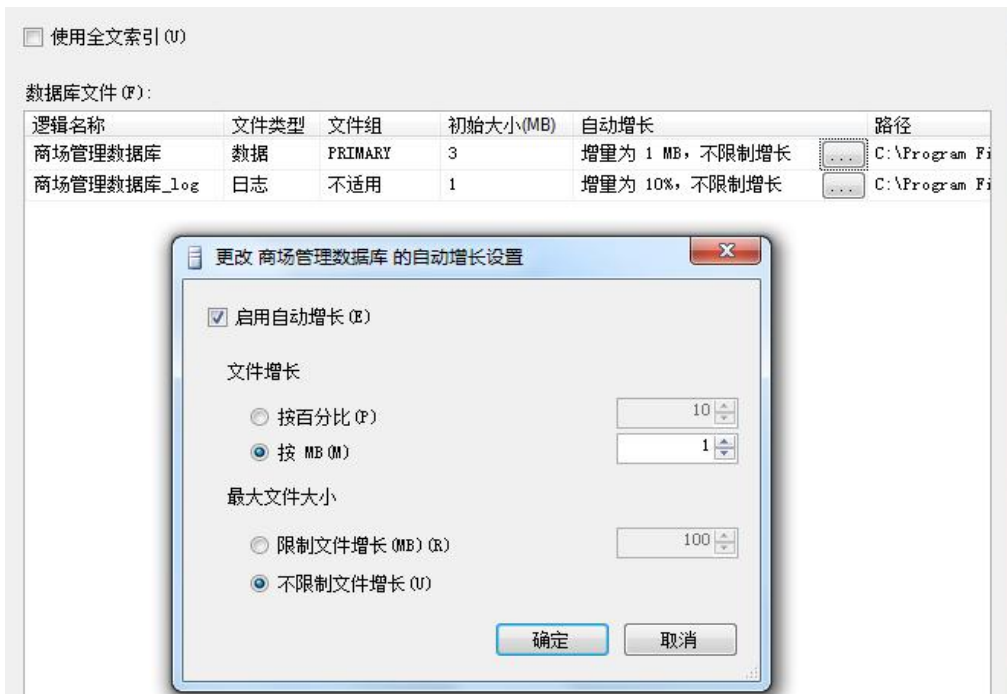 使用全文索引(U)
数据库文件(F):
逻辑名称 文件类型 文件组 初始大小(MB) 自动增长 路径
商场管理数据库 数据 PRIMARY 3 增量为 1 MB，不限制增长 ... C:\Program Fi
商场管理数据库_log 日志 不适用 1 增量为 10%，不限制增长 ... C:\Program Fi
更改 商场管理数据库 的自动增长设置
启用自动增长(E)
文件增长
按百分比(P) 10
按 MB(M) 1
最大文件大小
限制文件增长(MB)(R) 100
不限制文件增长(U)
确定 取消